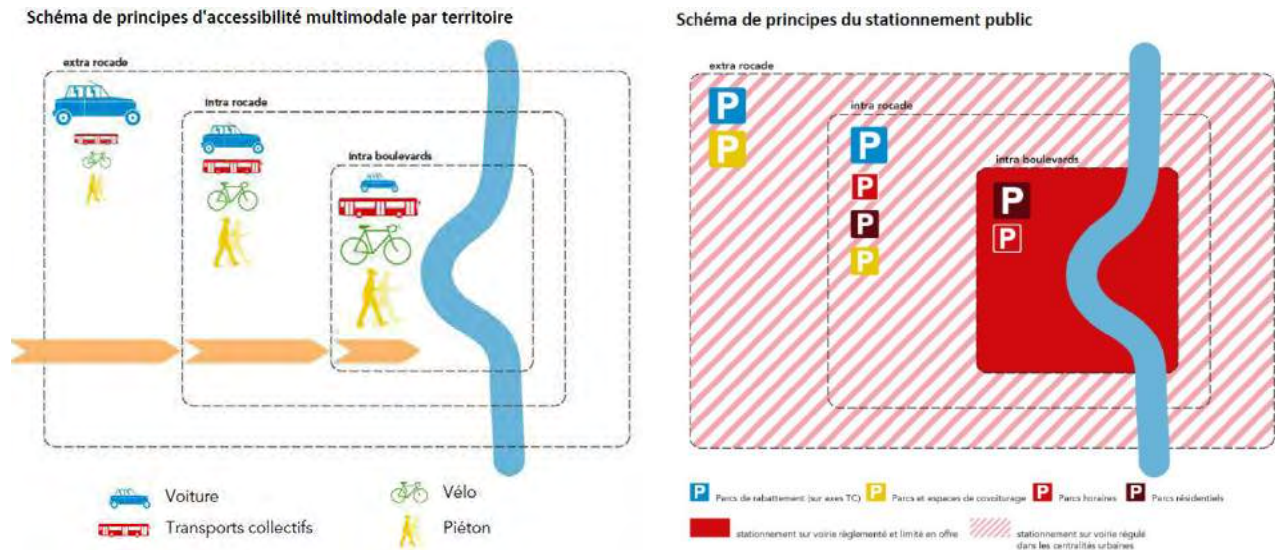 Schéma de principes d'accessibilité multimodale par territoire
extra rocade
Intra rocade
intra boulevards
Voiture
Vélo
Transports collectifs
Piéton
Schéma de principes du stationnement public
extra rocade
P
P
intra rocade
P
P
P
P
intra boulevards
P
P
P Parcs de rabattement (sur axes TC) P Parcs et espaces de covoiturage P Parcs horaires P Parcs résidentiels
stationnement sur voirie règlementé et limité en offre
stationnement sur voirie régulé
dans les centralités urbaines